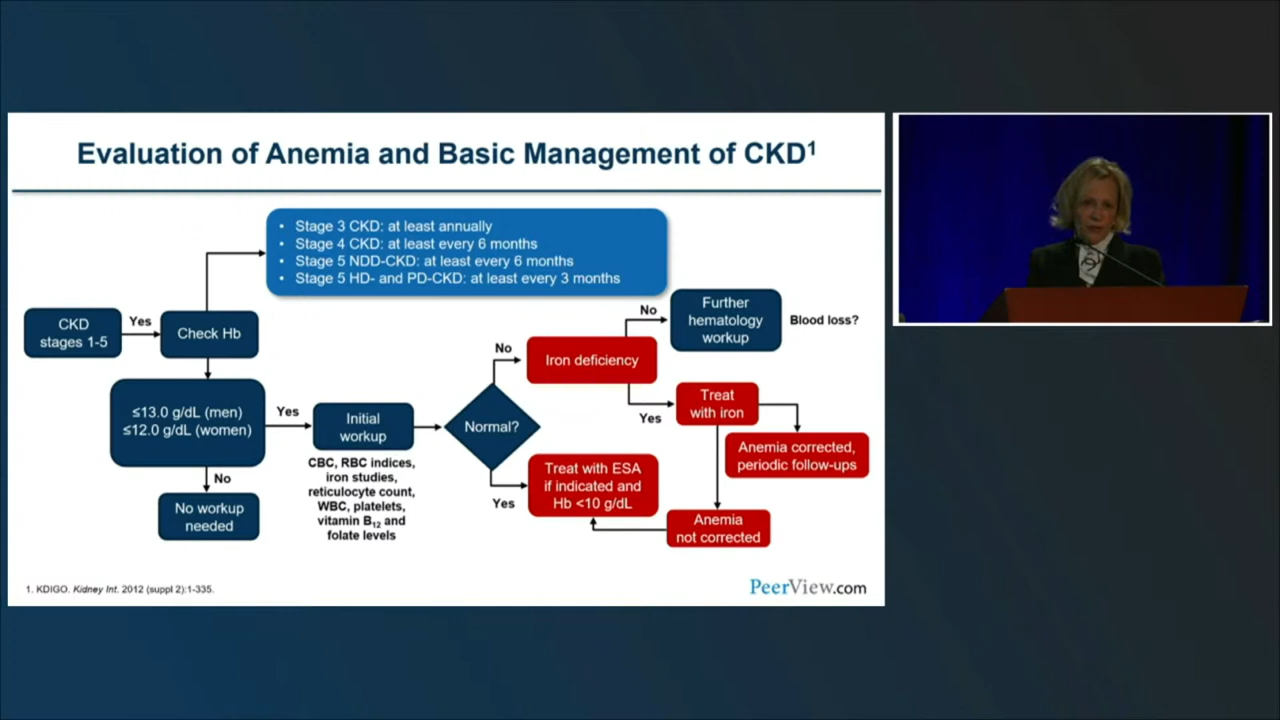 Evaluation of Anemia and Basic Management of CKD¹
• Stage 3 CKD: at least annually
• Stage 4 CKD: at least every 6 months
• Stage 5 NDD-CKD: at least every 6 months
• Stage 5 HD- and PD-CKD: at least every 3 months
CKD
stages 1-5
Yes
Check Hb
≤13.0 g/dL (men)
≤12.0 g/dL (women)
No
No workup
needed
Yes
Initial
workup
CBC, RBC indices,
iron studies,
reticulocyte count,
WBC, platelets,
vitamin B₁₂ and
folate levels
Normal?
No
Iron deficiency
No
Further
hematology
workup
Blood loss?
Yes
Treat
with iron
Anemia corrected,
periodic follow-ups
Yes
Treat with ESA
if indicated and
Hb <10 g/dL
Anemia
not corrected
1. KDIGO. Kidney Int. 2012 (suppl 2):1-335.
PeerView.com